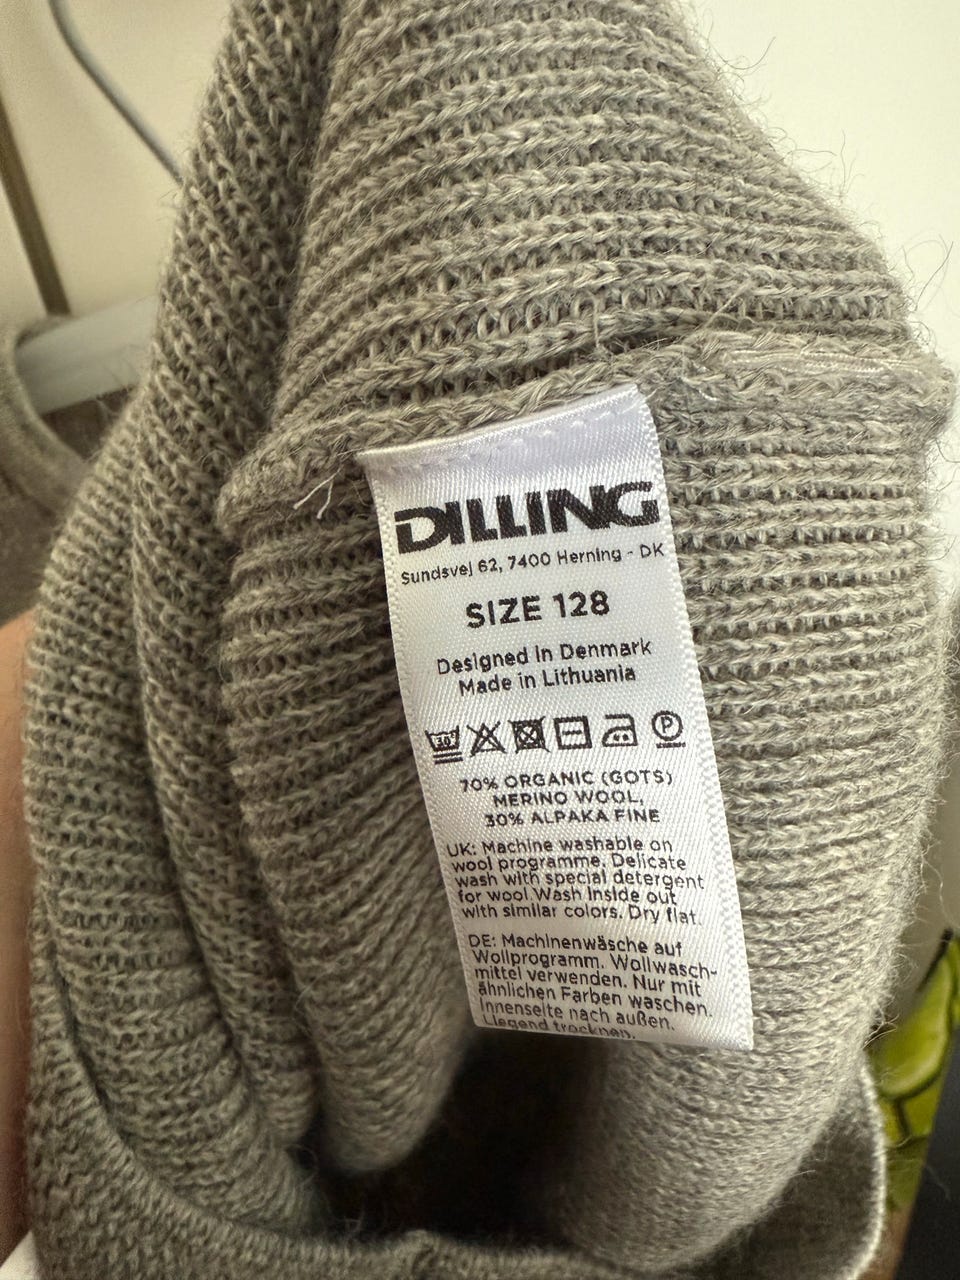 DILLING
Sundsvej 62, 7400 Herning - DK
SIZE 128
Designed in Denmark
Made in Lithuania
30° P
70% ORGANIC (GOTS)
MERINO WOOL,
30% ALPAKA FINE
UK: Machine washable on
wool programme. Delicate
wash with special detergent
for wool. Wash inside out
with similar colors. Dry flat.
DE: Machinenwäsche auf
Wollprogramm. Wollwasch-
mittel verwenden. Nur mit
ähnlichen Farben waschen.
Innenseite nach außen.
Liegend trocknen.